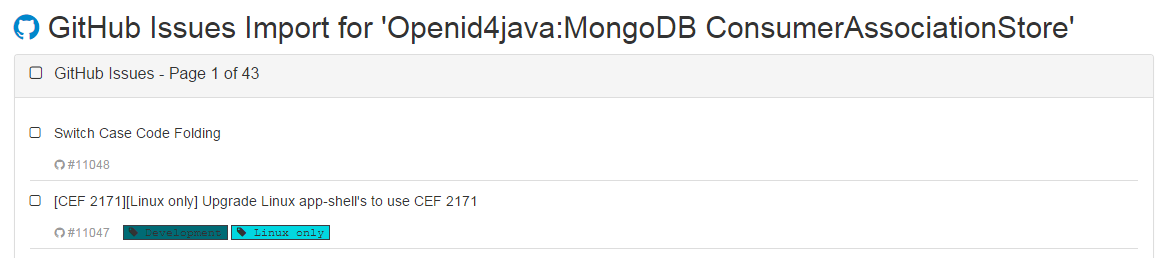 GitHub Issues Import for 'Openid4java:MongoDB ConsumerAssociationStore'
GitHub Issues - Page 1 of 43
Switch Case Code Folding
#11048
[CEF 2171][Linux only] Upgrade Linux app-shell's to use CEF 2171
#11047 Development Linux only